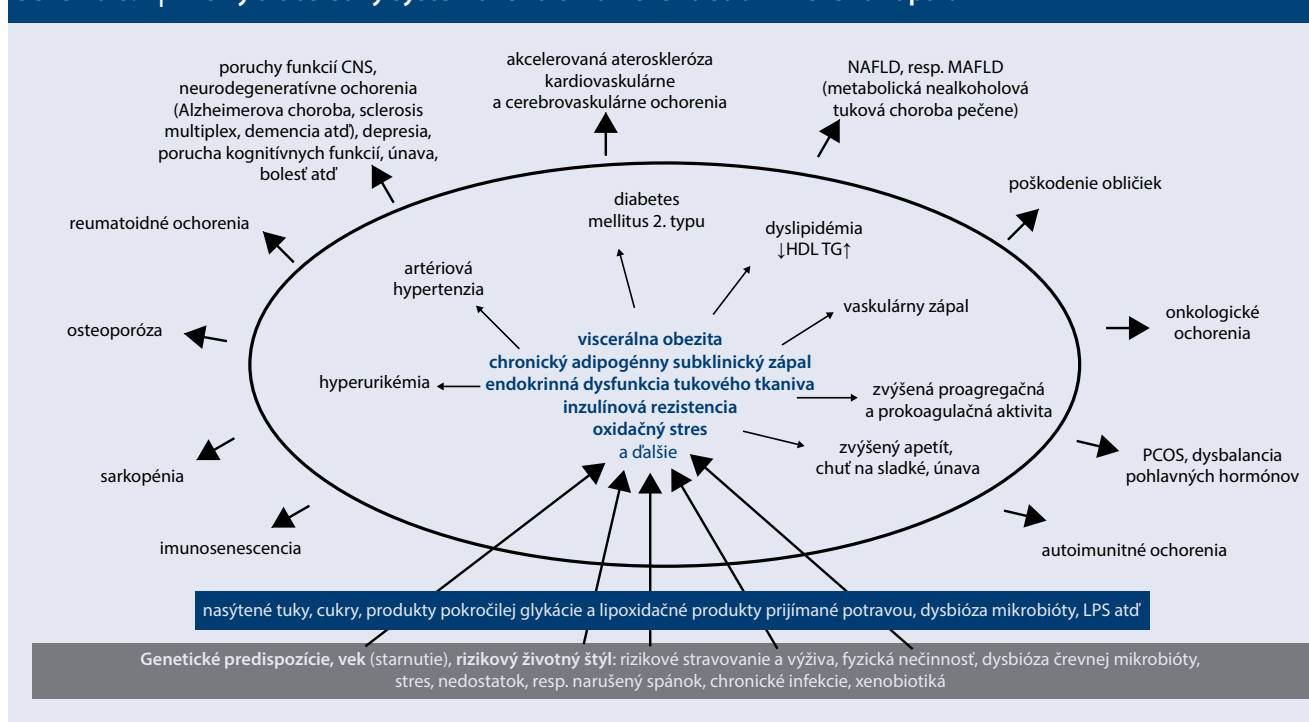 poruchy funkcií CNS,
neurodegeneratívne ochorenia
(Alzheimerova choroba, sclerosis
multiplex, demencia atď), depresia,
porucha kognitívnych funkcií, únava,
bolesť atď
akcelerovaná ateroskleróza
kardiovaskulárne
a cerebrovaskulárne ochorenia
NAFLD, resp. MAFLD
(metabolická nealkoholová
tuková choroba pečene)
poškodenie obličiek
reumatoidné ochorenia
diabetes
mellitus 2. typu
dyslipidémia
↓HDL TG↑
artériová
hypertenzia
vaskulárny zápal
onkologické
ochorenia
osteoporóza
viscerálna obezita
chronický adipogénny subklinický zápal
endokrinná dysfunkcia tukového tkaniva
inzulínová rezistencia
oxidačný stres
a ďalšie
hyperurikémia
zvýšená proagregačná
a prokoagulačná aktivita
zvýšený apetít,
chuť na sladké, únava
PCOS, dysbalancia
pohlavných hormónov
sarkopénia
imunosenescencia
autoimunitné ochorenia
nasýtené tuky, cukry, produkty pokročilej glykácie a lipoxidačné produkty prijímané potravou, dysbióza mikrobióty, LPS atď
Genetické predispozície, vek (starnutie), rizikový životný štýl: rizikové stravovanie a výživa, fyzická nečinnosť, dysbióza črevnej mikrobióty,
stres, nedostatok, resp. narušený spánok, chronické infekcie, xenobiotiká